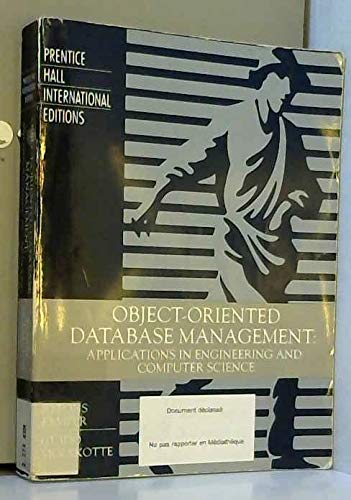 PRENTICE
HALL
INTERNATIONAL
EDITIONS
OBJECT-ORIENTED
DATABASE MANAGEMENT:
APPLICATIONS IN ENGINEERING AND
COMPUTER SCIENCE
Document déclassé
Ne pas rapporter en Médiathèque
MANAGEMENT